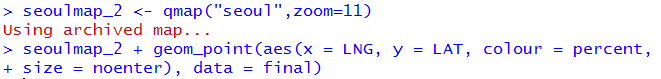 > seoulmap_2 <- qmap("seoul",zoom=11)
Using archived map...
> seoulmap_2 + geom_point(aes(x = LNG, y = LAT, colour = percent,
+ size = noenter), data = final)